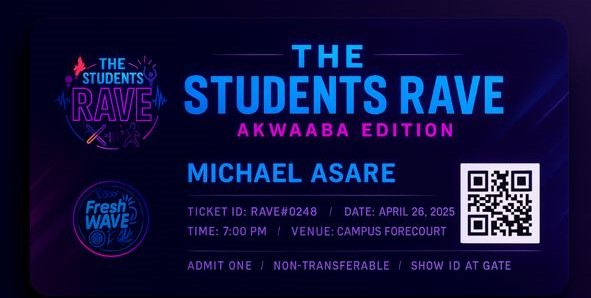 THE
STUDENTS
RAVE
THE
STUDENTS RAVE
AKWAABA EDITION
Fresh
WAVE
MICHAEL ASARE
TICKET ID: RAVE#0248 / DATE: APRIL 26, 2025
TIME: 7:00 PM / VENUE: CAMPUS FORECOURT
ADMIT ONE / NON-TRANSFERABLE / SHOW ID AT GATE